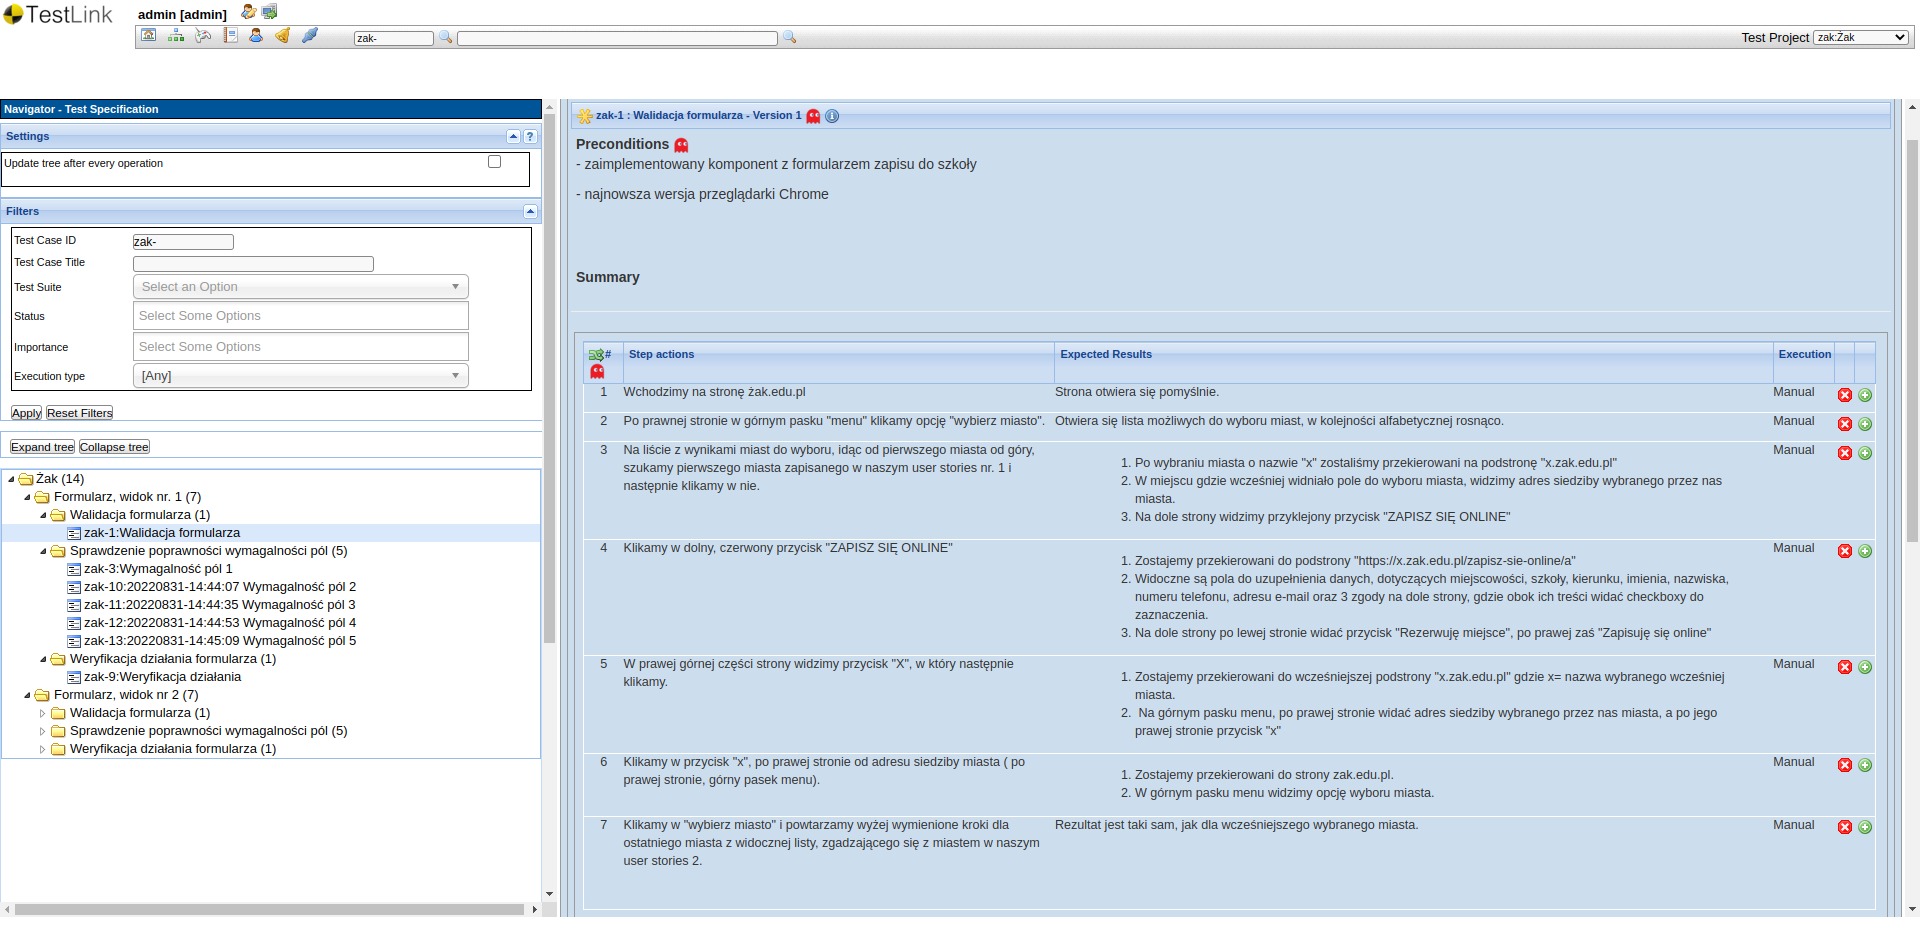 TestLink
admin [admin]
zak-
Test Project zak:Żak
Navigator - Test Specification
Settings
?
Update tree after every operation
Filters
Test Case ID zak-
Test Case Title
Test Suite Select an Option
Status Select Some Options
Importance Select Some Options
Execution type [Any]
Apply Reset Filters
Expand tree Collapse tree
Żak (14)
Formularz, widok nr. 1 (7)
Walidacja formularza (1)
zak-1:Walidacja formularza
Sprawdzenie poprawności wymagalności pól (5)
zak-3:Wymagalność pól 1
zak-10:20220831-14:44:07 Wymagalność pól 2
zak-11:20220831-14:44:35 Wymagalność pól 3
zak-12:20220831-14:44:53 Wymagalność pól 4
zak-13:20220831-14:45:09 Wymagalność pól 5
Weryfikacja działania formularza (1)
zak-9:Weryfikacja działania
Formularz, widok nr 2 (7)
Walidacja formularza (1)
Sprawdzenie poprawności wymagalności pól (5)
Weryfikacja działania formularza (1)
zak-1 : Walidacja formularza - Version 1
Preconditions
- zaimplementowany komponent z formularzem zapisu do szkoły
- najnowsza wersja przeglądarki Chrome
Summary
# Step actions Expected Results Execution
1 Wchodzimy na stronę żak.edu.pl Strona otwiera się pomyślnie. Manual
2 Po prawnej stronie w górnym pasku "menu" klikamy opcję "wybierz miasto". Otwiera się lista możliwych do wyboru miast, w kolejności alfabetycznej rosnąco. Manual
3 Na liście z wynikami miast do wyboru, idąc od pierwszego miasta od góry, Manual
szukamy pierwszego miasta zapisanego w naszym user stories nr. 1 i
następnie klikamy w nie.
1. Po wybraniu miasta o nazwie "x" zostaliśmy przekierowani na podstronę "x.zak.edu.pl"
2. W miejscu gdzie wcześniej widniało pole do wyboru miasta, widzimy adres siedziby wybranego przez nas
miasta.
3. Na dole strony widzimy przyklejony przycisk "ZAPISZ SIĘ ONLINE"
4 Klikamy w dolny, czerwony przycisk "ZAPISZ SIĘ ONLINE" Manual
1. Zostajemy przekierowani do podstrony "https://x.zak.edu.pl/zapisz-sie-online/a"
2. Widoczne są pola do uzupełnienia danych, dotyczących miejscowości, szkoły, kierunku, imienia, nazwiska,
numeru telefonu, adresu e-mail oraz 3 zgody na dole strony, gdzie obok ich treści widać checkboxy do
zaznaczenia.
3. Na dole strony po lewej stronie widać przycisk "Rezerwuję miejsce", po prawej zaś "Zapisuję się online"
5 W prawej górnej części strony widzimy przycisk "X", w który następnie Manual
klikamy.
1. Zostajemy przekierowani do wcześniejszej podstrony "x.zak.edu.pl" gdzie x= nazwa wybranego wcześniej
miasta.
2. Na górnym pasku menu, po prawej stronie widać adres siedziby wybranego przez nas miasta, a po jego
prawej stronie przycisk "x"
6 Klikamy w przycisk "x", po prawej stronie od adresu siedziby miasta ( po Manual
prawej stronie, górny pasek menu).
1. Zostajemy przekierowani do strony zak.edu.pl.
2. W górnym pasku menu widzimy opcję wyboru miasta.
7 Klikamy w "wybierz miasto" i powtarzamy wyżej wymienione kroki dla Rezultat jest taki sam, jak dla wcześniejszego wybranego miasta. Manual
ostatniego miasta z widocznej listy, zgadzającego się z miastem w naszym
user stories 2.